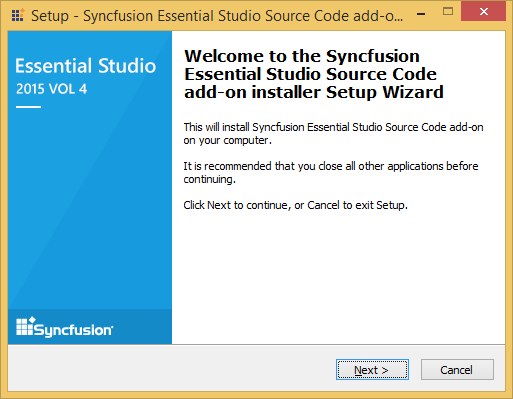 Setup - Syncfusion Essential Studio Source Code add-o...
Essential Studio
2015 VOL 4
Welcome to the Syncfusion
Essential Studio Source Code
add-on installer Setup Wizard
This will install Syncfusion Essential Studio Source Code add-on
on your computer.
It is recommended that you close all other applications before
continuing.
Click Next to continue, or Cancel to exit Setup.
Syncfusion
Next >
Cancel